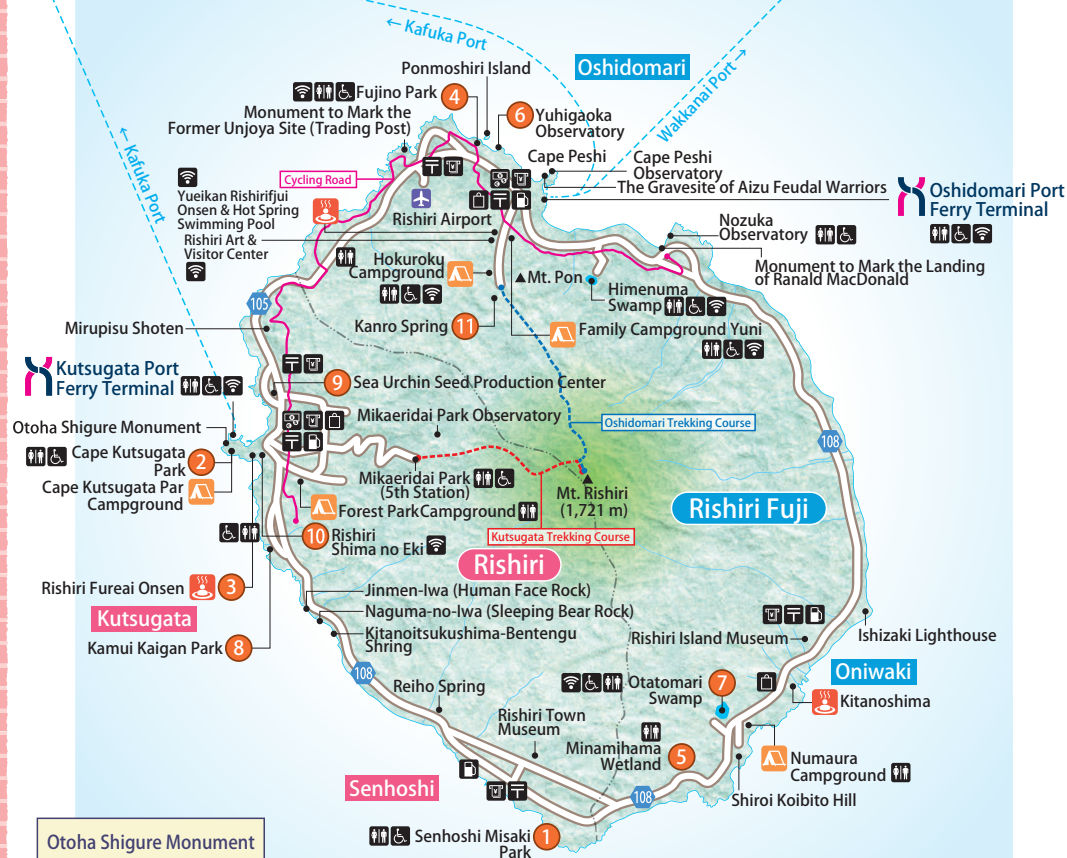 ← Kafuka Port
Oshidomari
Ponmoshiri Island
Fujino Park 4
Wakkanai Port →
Monument to Mark the
Former Unjoya Site (Trading Post)
6 Yuhigaoka
Observatory
← Kafuka Port
Cape Peshi
Cape Peshi
Observatory
The Gravesite of Aizu Feudal Warriors
Cycling Road
Oshidomari Port
Ferry Terminal
Yueikan Rishirifjui
Onsen & Hot Spring
Swimming Pool
Rishiri Airport
Nozuka
Observatory
Rishiri Art &
Visitor Center
Hokuroku
Campground
Monument to Mark the Landing
of Ranald MacDonald
▲Mt. Pon
Himenuma
Swamp
105
Kanro Spring 11
Family Campground Yuni
Mirupisu Shoten
Kutsugata Port
Ferry Terminal
9 Sea Urchin Seed Production Center
Mikaeridai Park Observatory
Oshidomari Trekking Course
Otoha Shigure Monument
108
Cape Kutsugata
Park
2
Mikaeridai Park
(5th Station)
▲
Mt. Rishiri
(1,721 m)
Cape Kutsugata Par
Campground
Forest ParkCampground
Rishiri Fuji
10 Rishiri
Shima no Eki
Kutsugata Trekking Course
Rishiri
Rishiri Fureai Onsen 3
Jinmen-Iwa (Human Face Rock)
Kutsugata
Naguma-no-Iwa (Sleeping Bear Rock)
Kitanoitsukushima-Bentengu
Shring
Rishiri Island Museum
Ishizaki Lighthouse
Kamui Kaigan Park 8
108
Oniwaki
Reiho Spring
Otatomari
Swamp
7
Kitanoshima
Rishiri Town
Museum
Minamihama
Wetland
5
Numaura
Campground
Senhoshi
108
Shiroi Koibito Hill
Senhoshi Misaki
Park
1
Otoha Shigure Monument